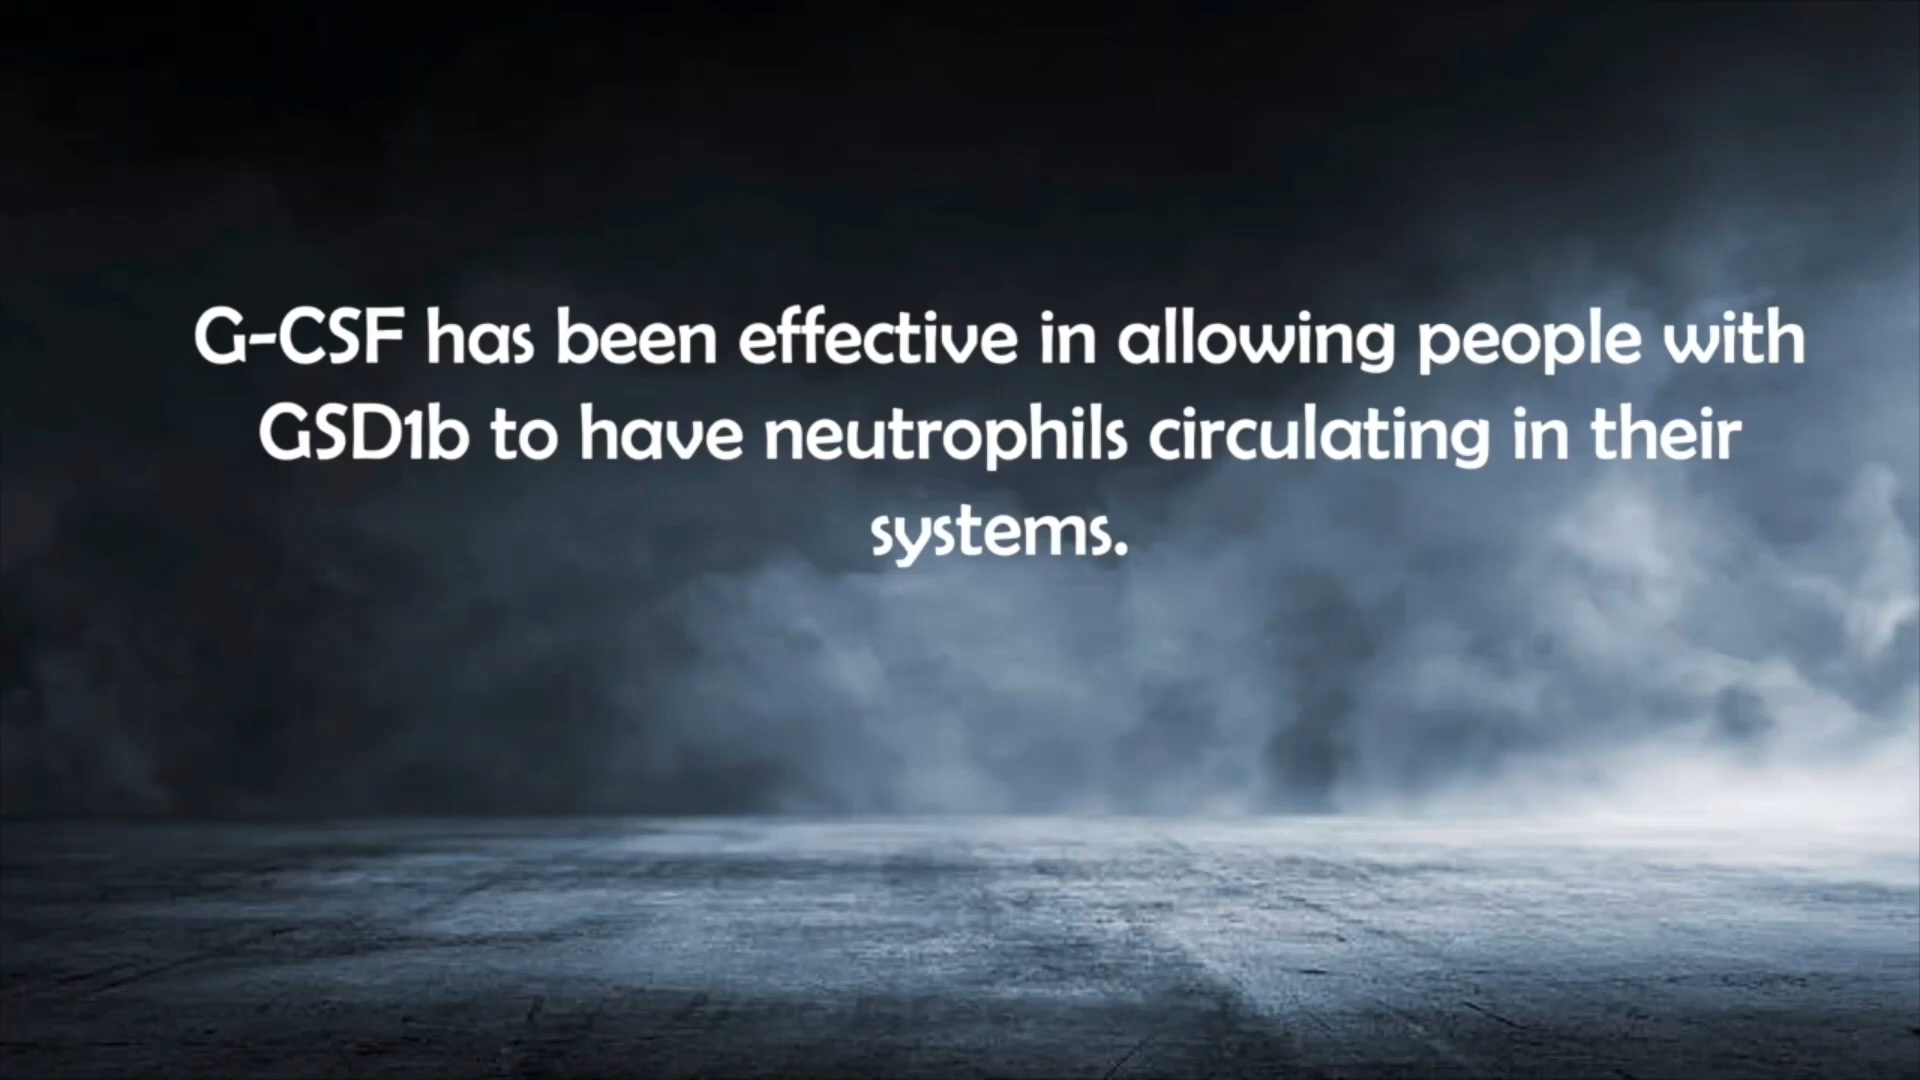 G-CSF has been effective in allowing people with
GSD1b to have neutrophils circulating in their
systems.